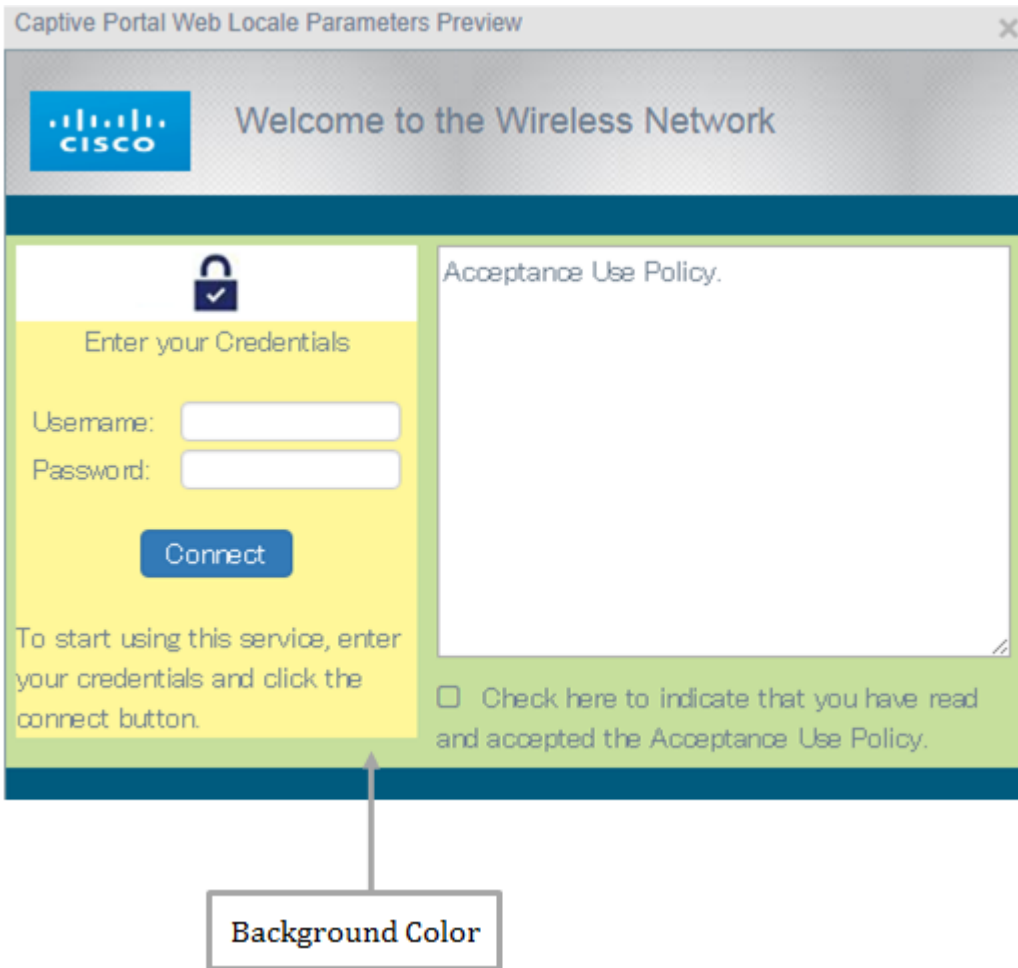 Captive Portal Web Locale Parameters Preview
CISCO
Welcome to the Wireless Network
Enter your Credentials
Username:
Password:
Connect
To start using this service, enter
your credentials and click the
connect button.
Acceptance Use Policy.
Check here to indicate that you have read
and accepted the Acceptance Use Policy.
Background Color